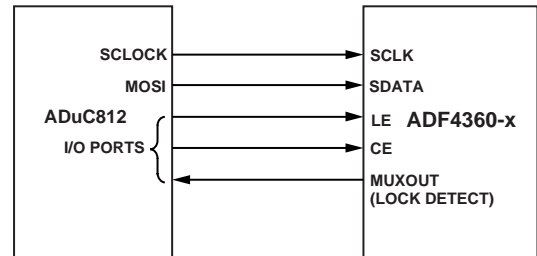 SCLOCK
MOSI
ADuC812
I/O PORTS
SCLK
SDATA
LE ADF4360-x
CE
MUXOUT
(LOCK DETECT)